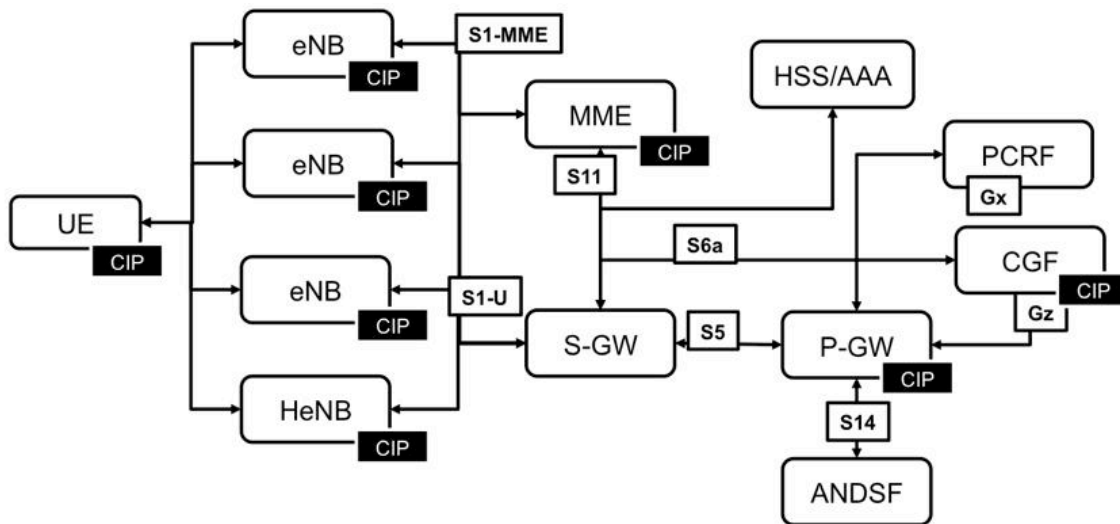 eNB
CIP
S1-MME
HSS/AAA
MME
CIP
S11
eNB
CIP
PCRF
Gx
UE
CIP
S6a
CGF
CIP
Gz
eNB
CIP
S1-U
S-GW
S5
P-GW
CIP
HeNB
CIP
S14
ANDSF